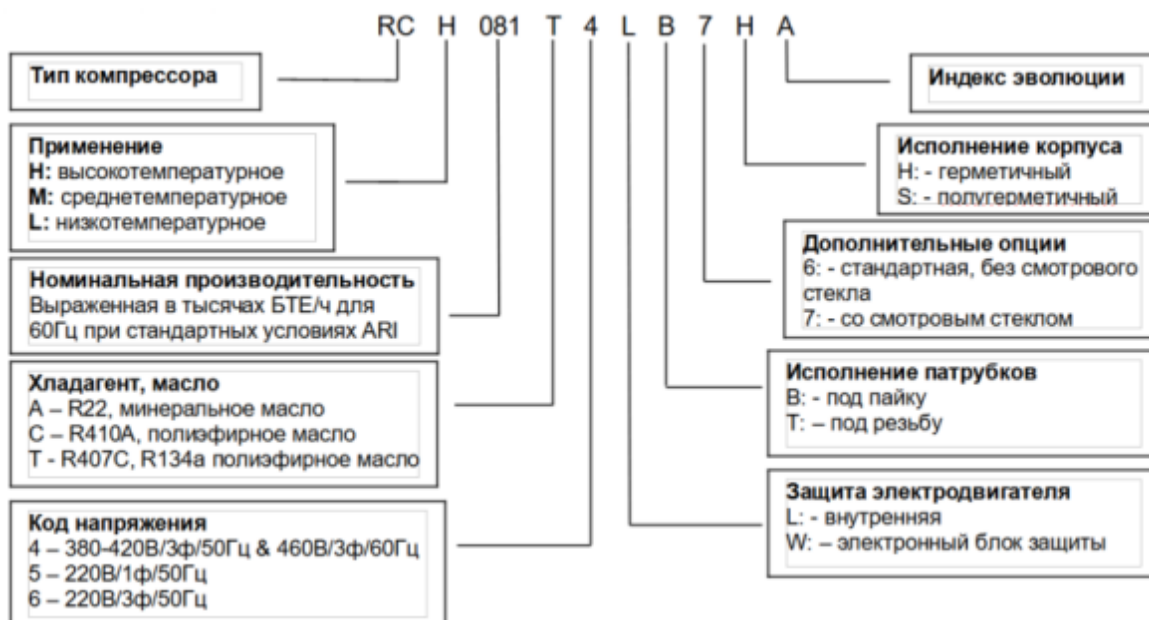 RC H 081 T 4 L B 7 H A
Тип компрессора
Применение
H: высокотемпературное
M: среднетемпературное
L: низкотемпературное
Номинальная производительность
Выраженная в тысячах БТЕ/ч для
60Гц при стандартных условиях ARI
Хладагент, масло
A – R22, минеральное масло
C – R410A, полиэфирное масло
T - R407C, R134a полиэфирное масло
Код напряжения
4 – 380-420В/3ф/50Гц & 460В/3ф/60Гц
5 – 220В/1ф/50Гц
6 – 220В/3ф/50Гц
Индекс эволюции
Исполнение корпуса
H: - герметичный
S: - полугерметичный
Дополнительные опции
6: - стандартная, без смотрового
стекла
7: - со смотровым стеклом
Исполнение патрубков
B: - под пайку
T: – под резьбу
Защита электродвигателя
L: - внутренняя
W: – электронный блок защиты